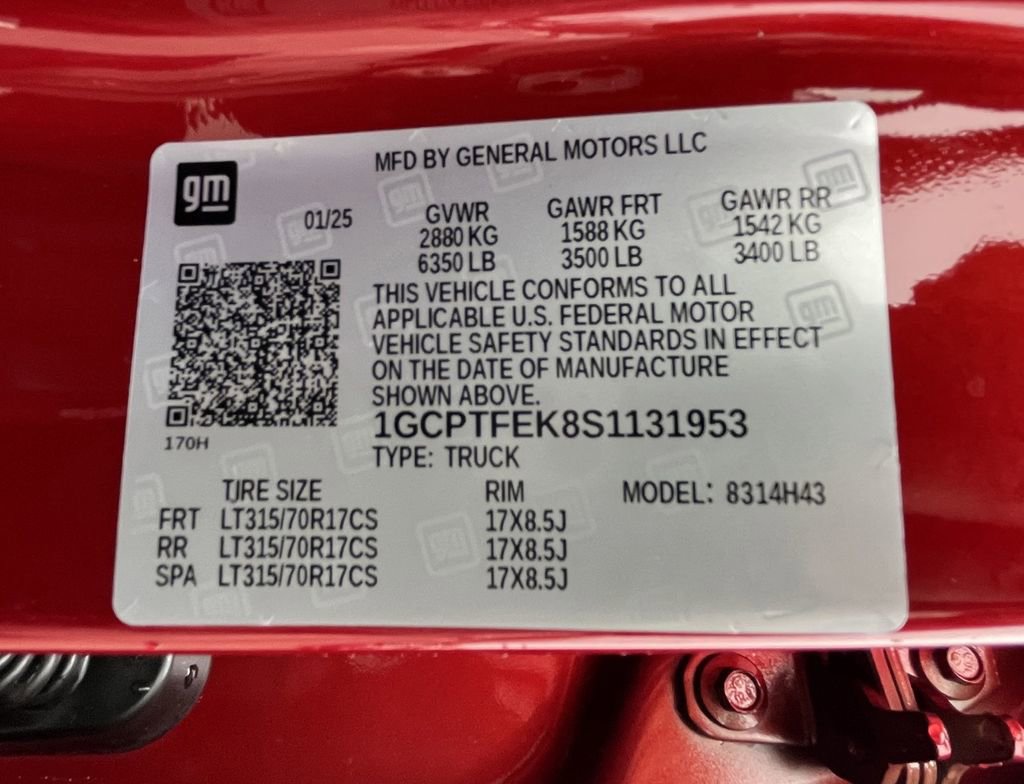 MFD BY GENERAL MOTORS LLC
gm
01/25
GVWR GAWR FRT GAWR RR
2880 KG 1588 KG 1542 KG
6350 LB 3500 LB 3400 LB
THIS VEHICLE CONFORMS TO ALL
APPLICABLE U.S. FEDERAL MOTOR
VEHICLE SAFETY STANDARDS IN EFFECT
ON THE DATE OF MANUFACTURE
SHOWN ABOVE.
170H
1GCPTFEK8S1131953
TYPE: TRUCK
TIRE SIZE RIM MODEL: 8314H43
FRT LT315/70R17CS 17X8.5J
RR LT315/70R17CS 17X8.5J
SPA LT315/70R17CS 17X8.5J